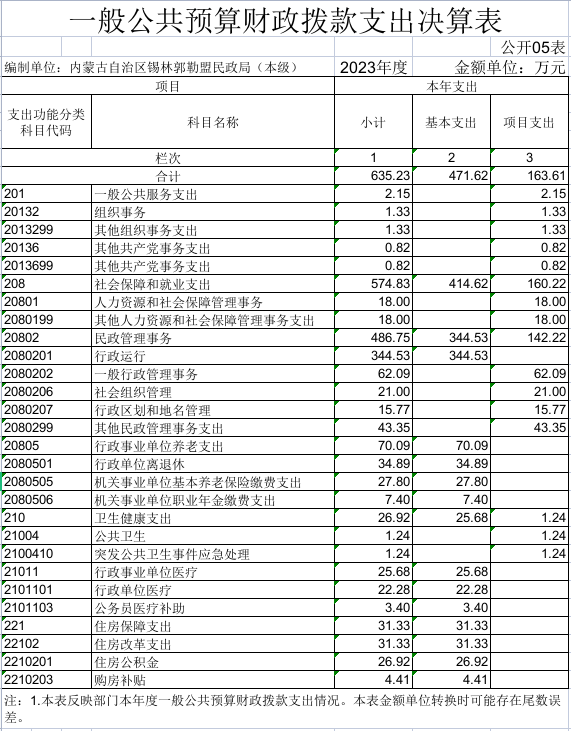 一般公共预算财政拨款支出决算表
公开05表
编制单位：内蒙古自治区锡林郭勒盟民政局（本级） 2023年度 金额单位：万元
项目 本年支出
支出功能分类科目代码 科目名称 小计 基本支出 项目支出
栏次 1 2 3
合计 635.23 471.62 163.61
201 一般公共服务支出 2.15 2.15
20132 组织事务 1.33 1.33
2013299 其他组织事务支出 1.33 1.33
20136 其他共产党事务支出 0.82 0.82
2013699 其他共产党事务支出 0.82 0.82
208 社会保障和就业支出 574.83 414.62 160.22
20801 人力资源和社会保障管理事务 18.00 18.00
2080199 其他人力资源和社会保障管理事务支出 18.00 18.00
20802 民政管理事务 486.75 344.53 142.22
2080201 行政运行 344.53 344.53
2080202 一般行政管理事务 62.09 62.09
2080206 社会组织管理 21.00 21.00
2080207 行政区划和地名管理 15.77 15.77
2080299 其他民政管理事务支出 43.35 43.35
20805 行政事业单位养老支出 70.09 70.09
2080501 行政单位离退休 34.89 34.89
2080505 机关事业单位基本养老保险缴费支出 27.80 27.80
2080506 机关事业单位职业年金缴费支出 7.40 7.40
210 卫生健康支出 26.92 25.68 1.24
21004 公共卫生 1.24 1.24
2100410 突发公共卫生事件应急处理 1.24 1.24
21011 行政事业单位医疗 25.68 25.68
2101101 行政单位医疗 22.28 22.28
2101103 公务员医疗补助 3.40 3.40
221 住房保障支出 31.33 31.33
22102 住房改革支出 31.33 31.33
2210201 住房公积金 26.92 26.92
2210203 购房补贴 4.41 4.41
注：1.本表反映部门本年度一般公共预算财政拨款支出情况。本表金额单位转换时可能存在尾数误
差。